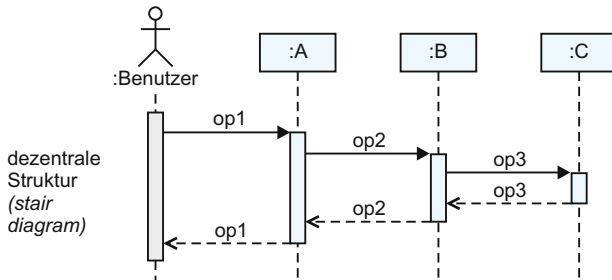 :Benutzer
:A
:B
:C
dezentrale
Struktur
(stair
diagram)
op1
op2
op3
op3
op2
op1